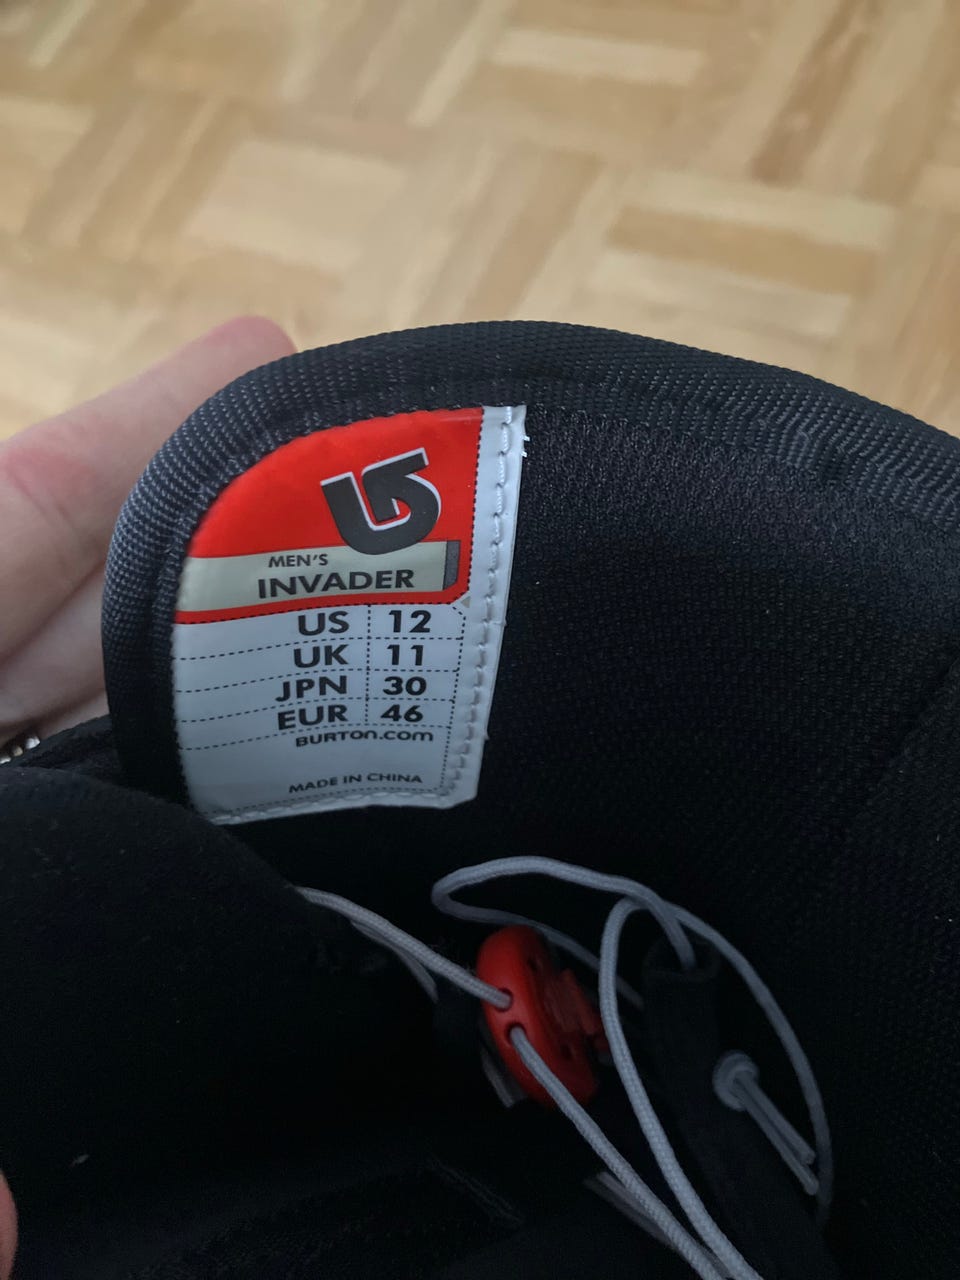 MEN'S
INVADER
US 12
UK 11
JPN 30
EUR 46
BURTON.COM
MADE IN CHINA